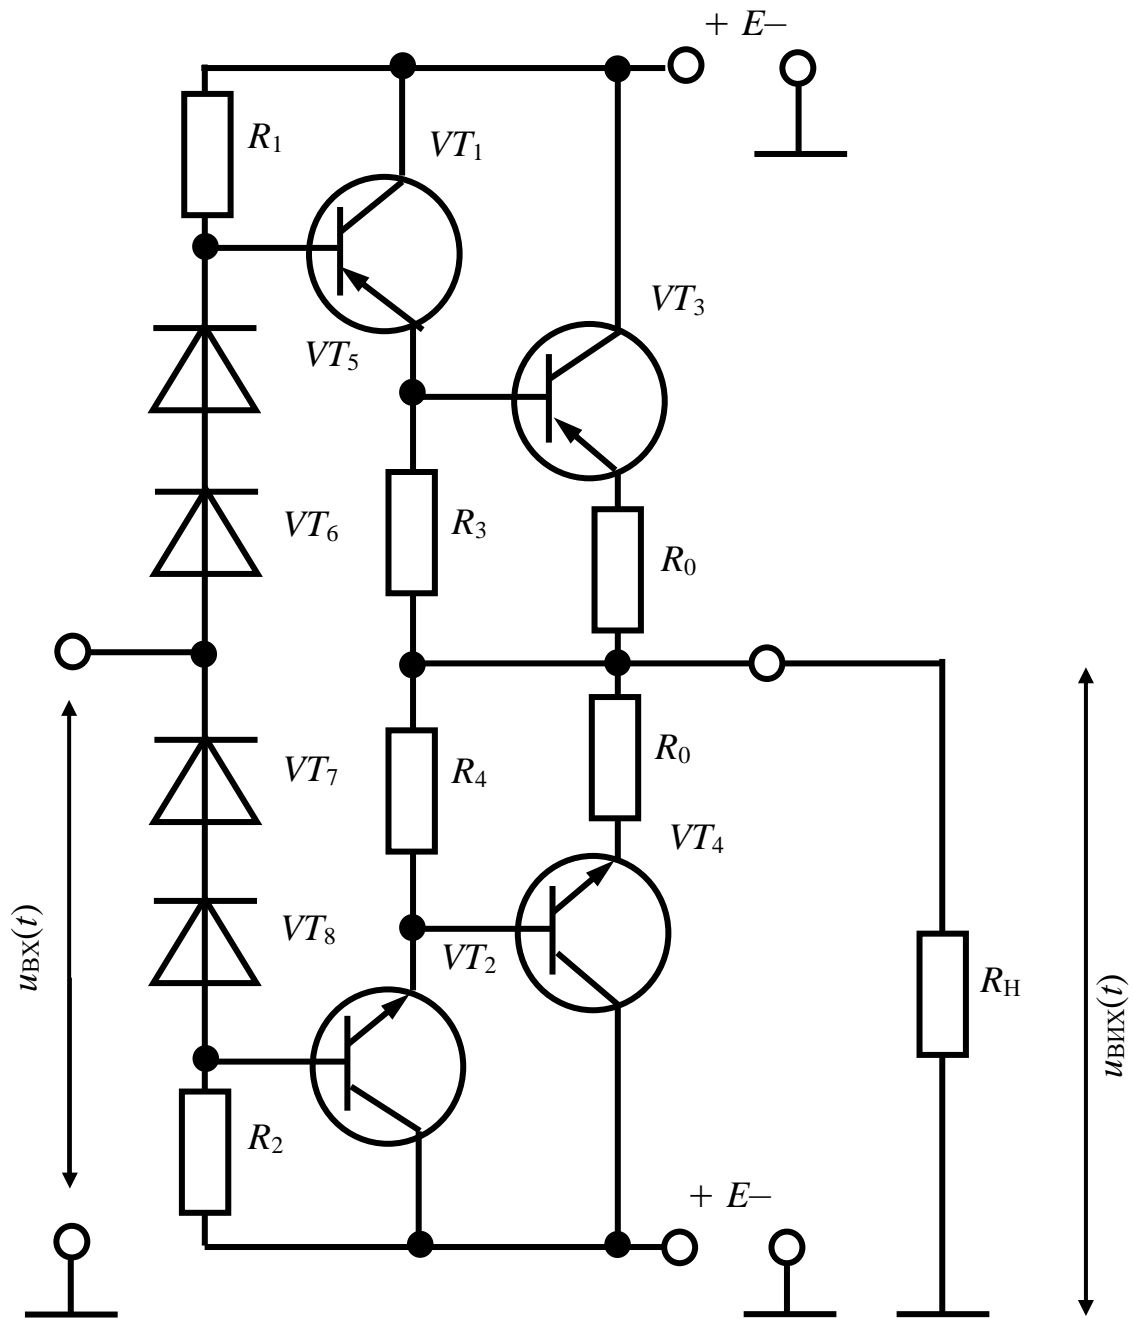 + E–
R1
VT1
VT3
VT5
VT6
R3
R0
VT7
R4
R0
VT4
uВХ(t)
VT8
VT2
RН
uВИХ(t)
R2
+ E–